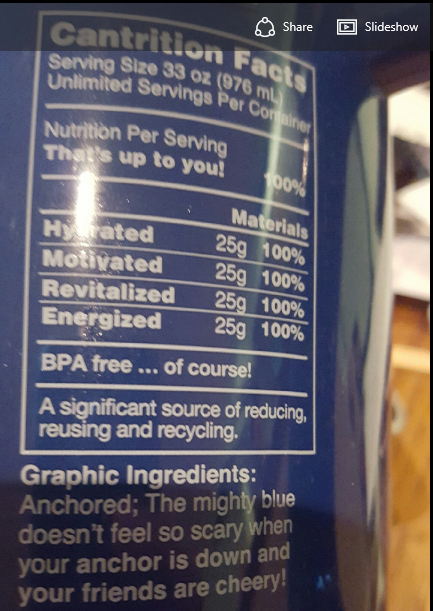 Share Slideshow
Cantrition Facts
Serving Size 33 oz (976 mL)
Unlimited Servings Per Container
Nutrition Per Serving
That's up to you!
100%
Materials
Hydrated 25g 100%
Motivated 25g 100%
Revitalized 25g 100%
Energized 25g 100%
BPA free ... of course!
A significant source of reducing,
reusing and recycling.
Graphic Ingredients:
Anchored; The mighty blue
doesn't feel so scary when
your anchor is down and
your friends are cheery!